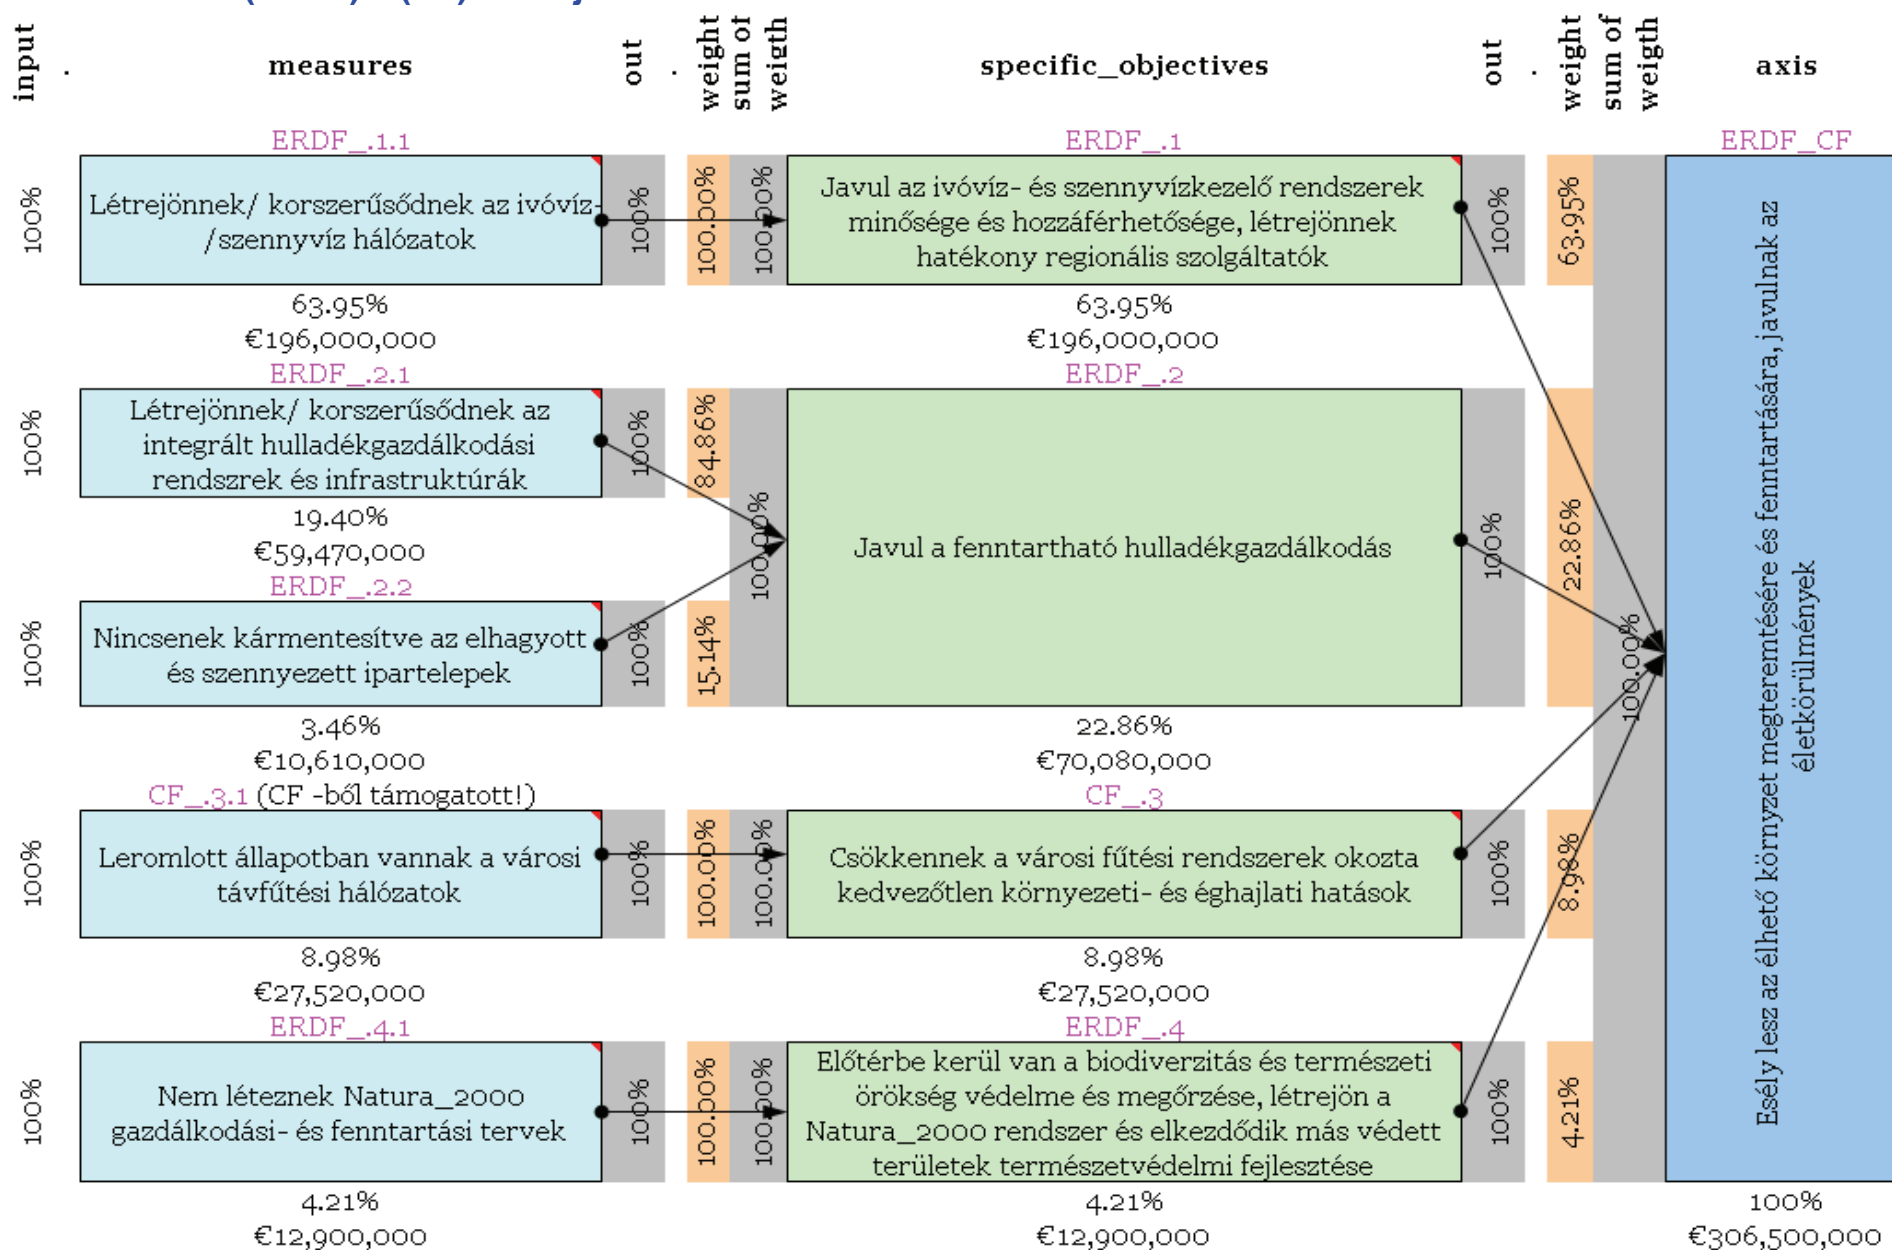 input
.
measures
out
.
weight
sum of
weigth
specific_objectives
out
.
weight
sum of
weigth
axis
ERDF_.1.1
ERDF_.1
ERDF_CF
100%
Létrejönnek/ korszerűsődnek az ivóvíz-
/szennyvíz hálózatok
100%
100.00%
100.00%
Javul az ivóvíz- és szennyvízkezelő rendszerek
minősége és hozzáférhetősége, létrejönnek
hatékony regionális szolgáltatók
100%
63.95%
63.95%
€196,000,000
63.95%
€196,000,000
ERDF_.2.1
ERDF_.2
100%
Létrejönnek/ korszerűsődnek az
integrált hulladékgazdálkodási
rendszrek és infrastruktúrák
100%
84.86%
19.40%
€59,470,000
ERDF_.2.2
100%
Nincsenek kármentesítve az elhagyott
és szennyezett ipartelepek
100%
15.14%
100.00%
Javul a fenntartható hulladékgazdálkodás
100%
22.86%
3.46%
€10,610,000
22.86%
€70,080,000
CF_.3.1 (CF -ből támogatott!)
CF_.3
100%
Leromlott állapotban vannak a városi
távfűtési hálózatok
100%
100.00%
100.00%
Csökkennek a városi fűtési rendszerek okozta
kedvezőtlen környezeti- és éghajlati hatások
100%
8.98%
8.98%
€27,520,000
8.98%
€27,520,000
ERDF_.4.1
ERDF_.4
100%
Nem léteznek Natura_2000
gazdálkodási- és fenntartási tervek
100%
100.00%
100.00%
Előtérbe kerül van a biodiverzitás és természeti
örökség védelme és megőrzése, létrejön a
Natura_2000 rendszer és elkezdődik más védett
területek természetvédelmi fejlesztése
100%
4.21%
4.21%
€12,900,000
4.21%
€12,900,000
100.00%
Esély lesz az élhető környzet megteremtésére és fenntartására, javulnak az
életkörülmények
100%
€306,500,000